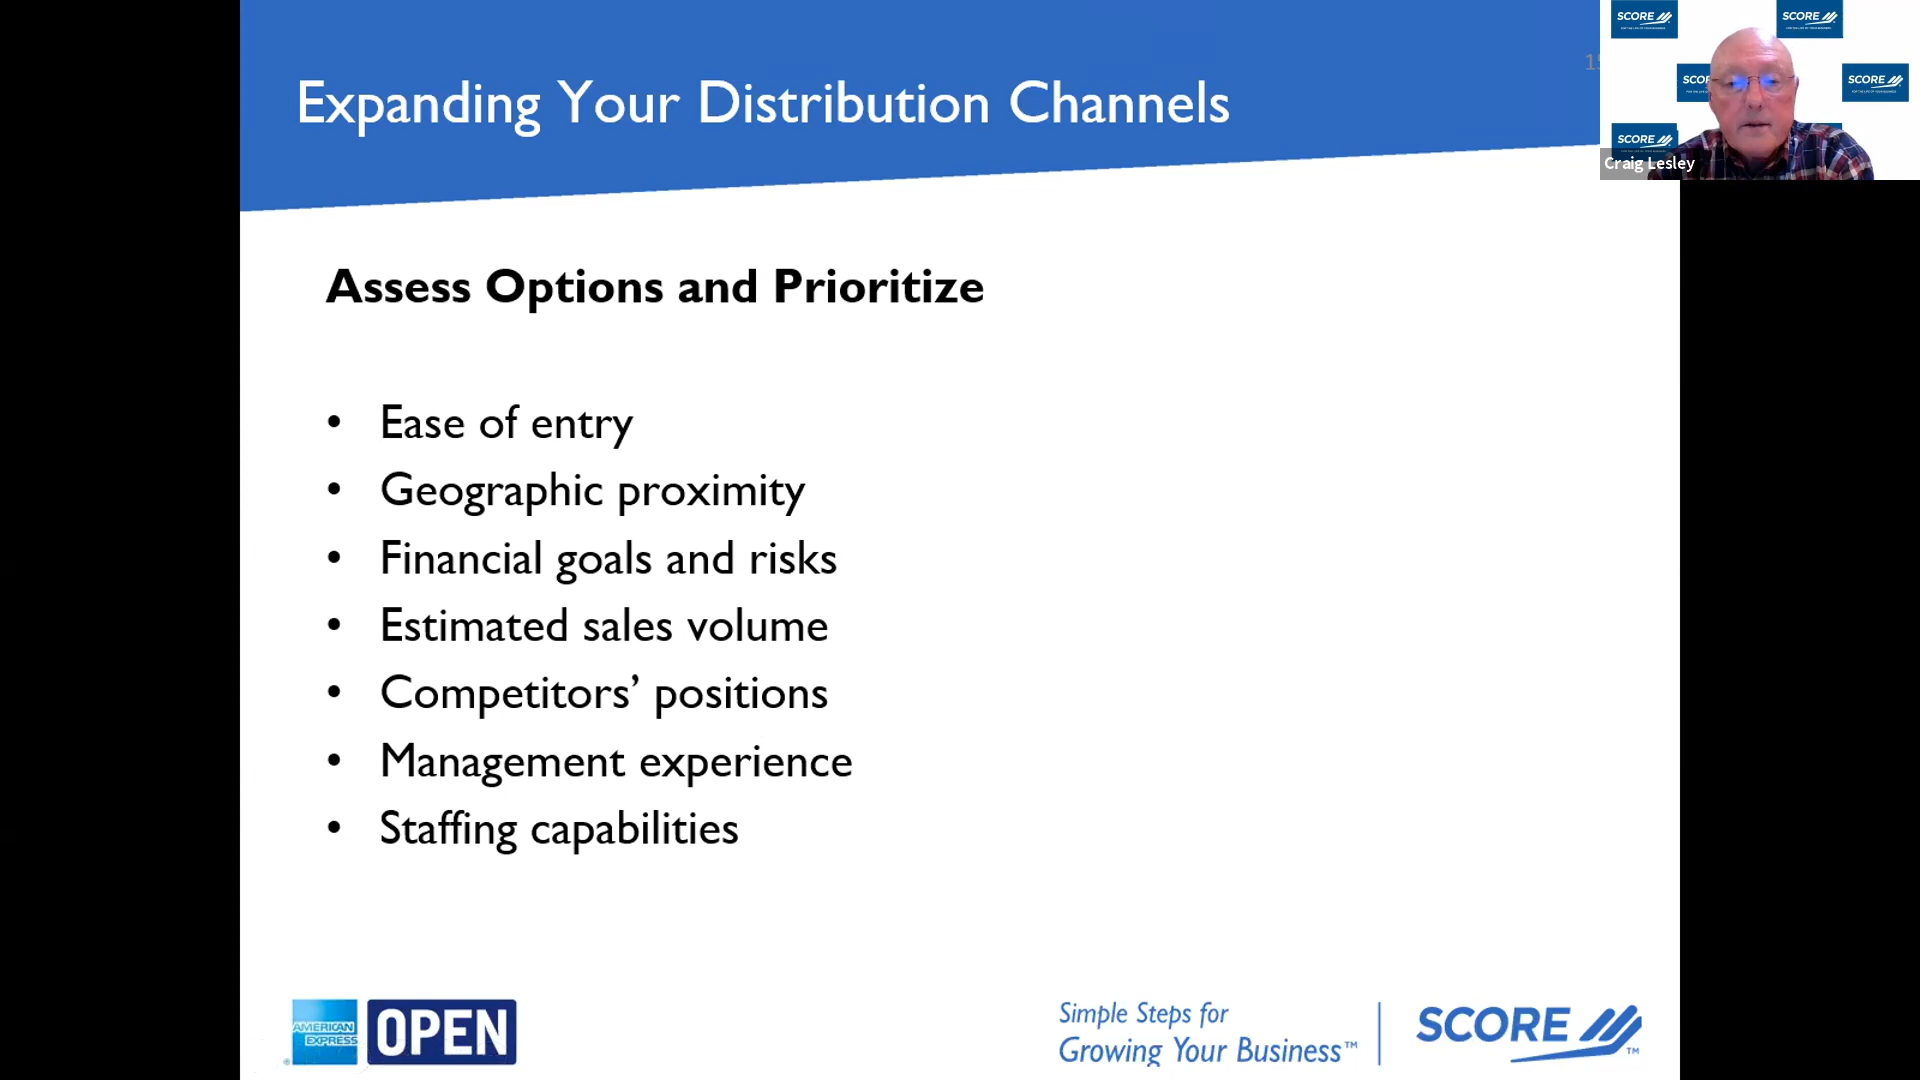 Expanding Your Distribution Channels
SCORE
SCORE
SCORE
SCORE
Craig Lesley
Assess Options and Prioritize
• Ease of entry
• Geographic proximity
• Financial goals and risks
• Estimated sales volume
• Competitors’ positions
• Management experience
• Staffing capabilities
AMERICAN
EXPRESS
OPEN
Simple Steps for
Growing Your Business™
SCORE™